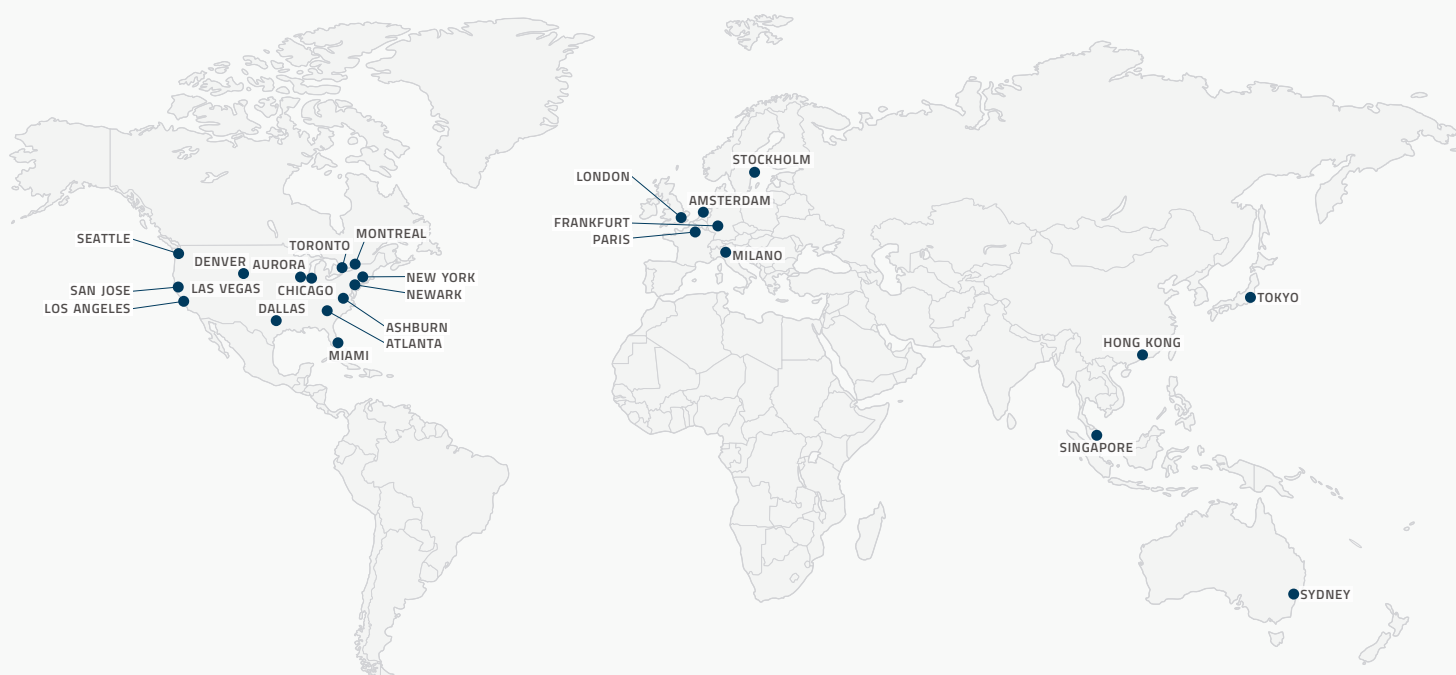 STOCKHOLM
LONDON
AMSTERDAM
FRANKFURT
PARIS
MILANO
SEATTLE
MONTREAL
TORONTO
DENVER
AURORA
NEW YORK
SAN JOSE
LAS VEGAS
CHICAGO
NEWARK
LOS ANGELES
DALLAS
ASHBURN
ATLANTA
MIAMI
TOKYO
HONG KONG
SINGAPORE
SYDNEY